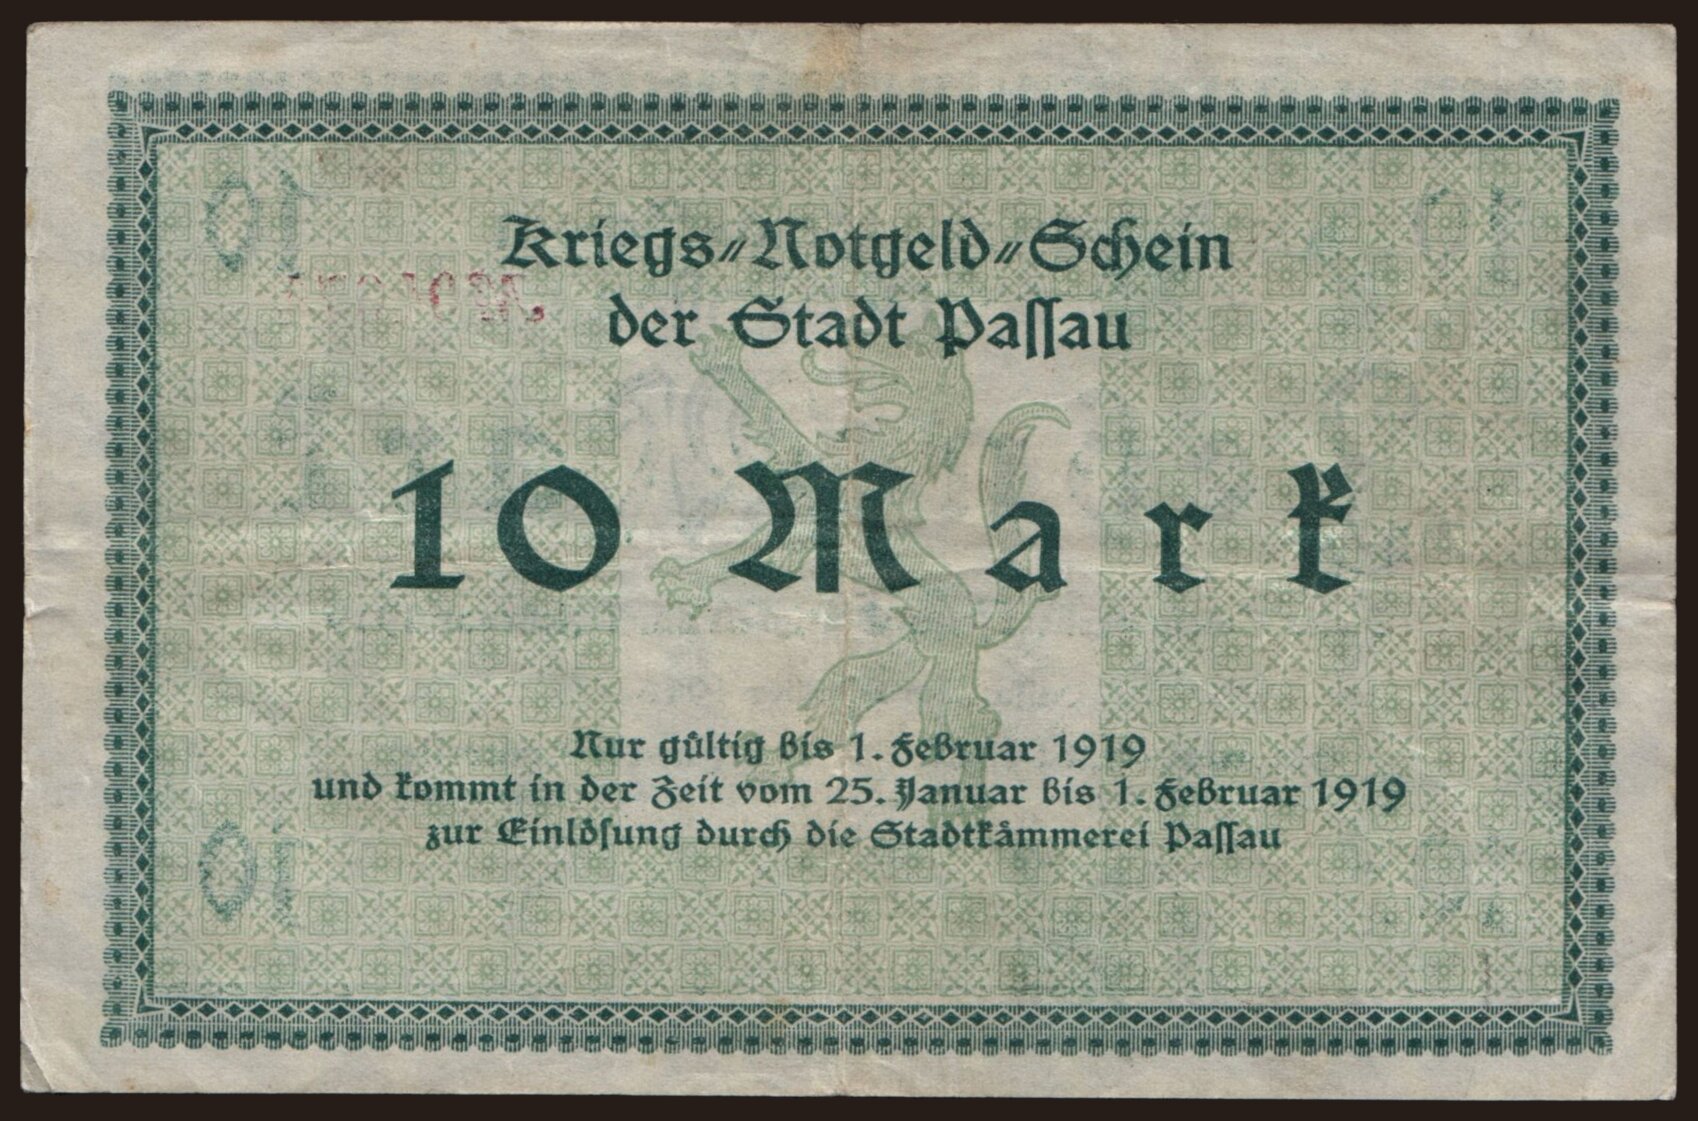 Kriegs=Notgeld=Schein
der Stadt Passau
10 Mark
Nur gültig bis 1. Februar 1919
und kommt in der Zeit vom 25. Januar bis 1. Februar 1919
zur Einlösung durch die Stadtkämmerei Passau